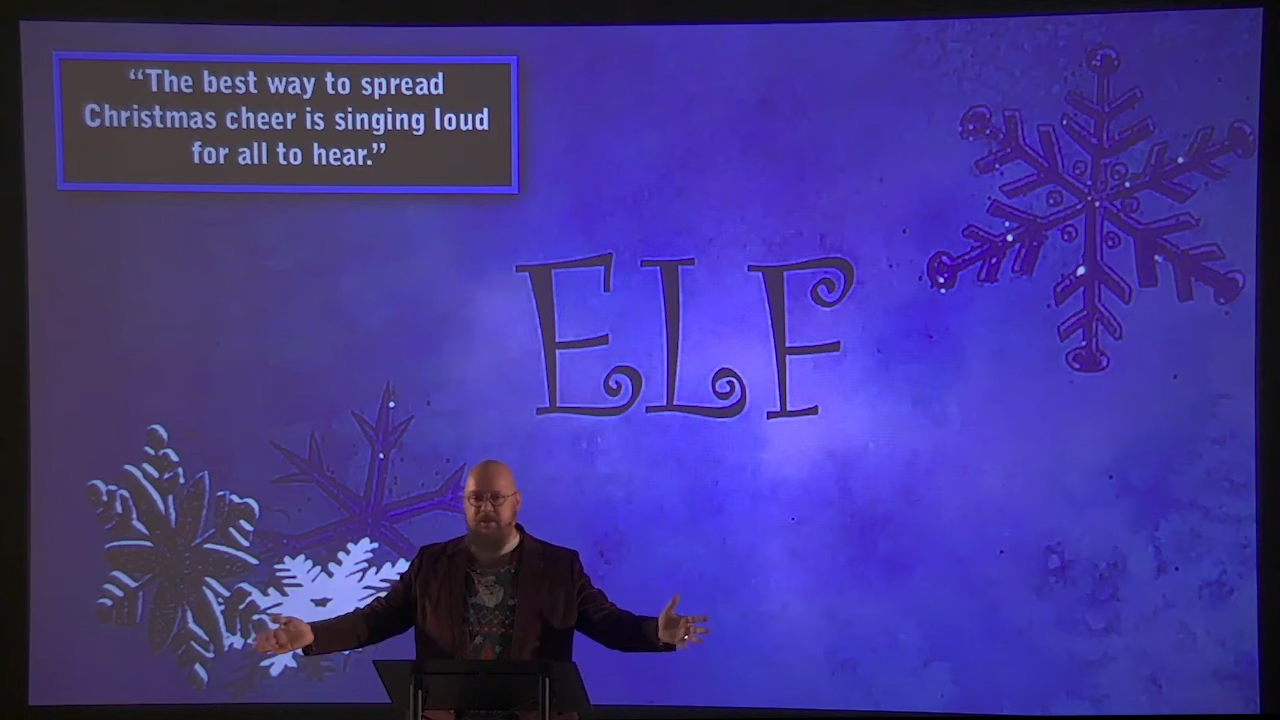 “The best way to spread
Christmas cheer is singing loud
for all to hear.”
ELF